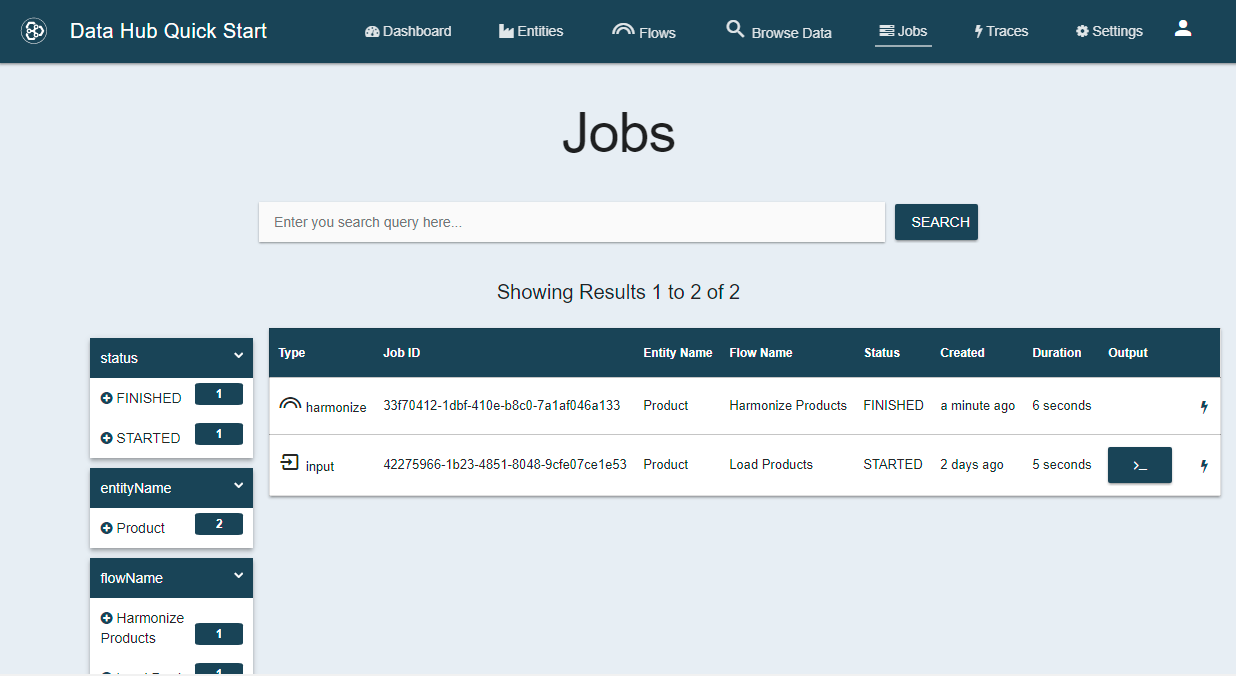 Data Hub Quick Start
Dashboard
Entities
Flows
Browse Data
Jobs
Traces
Settings
Jobs
Enter you search query here...
SEARCH
Showing Results 1 to 2 of 2
status
FINISHED 1
STARTED 1
entityName
Product 2
flowName
Harmonize
Products 1
1
Type Job ID Entity Name Flow Name Status Created Duration Output
harmonize 33f70412-1dbf-410e-b8c0-7a1af046a133 Product Harmonize Products FINISHED a minute ago 6 seconds
input 42275966-1b23-4851-8048-9cfe07ce1e53 Product Load Products STARTED 2 days ago 5 seconds >_